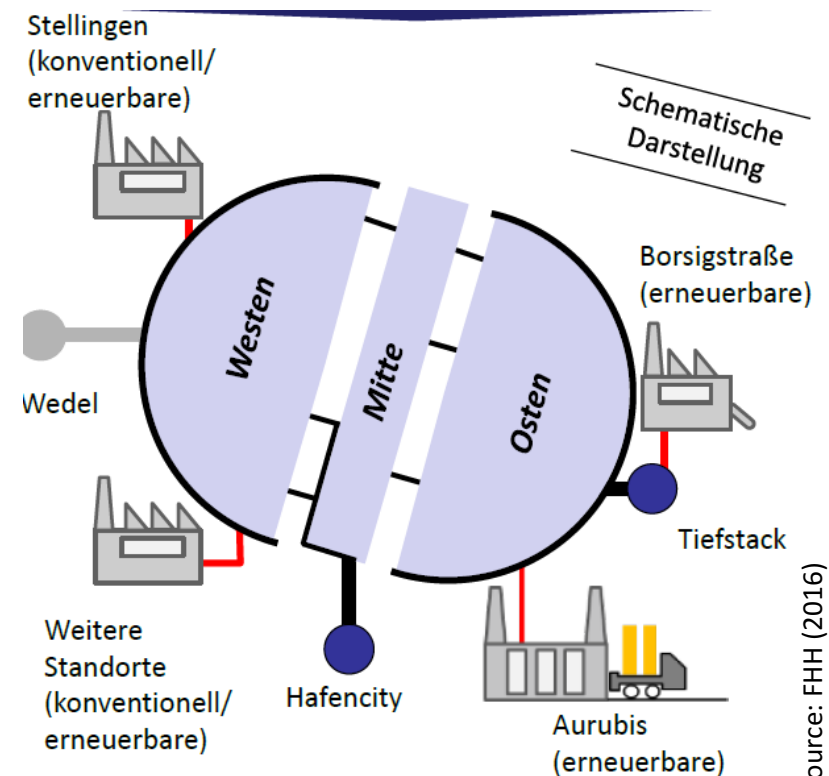 Stellingen
(konventionell/
erneuerbare)
Schematische
Darstellung
Borsigstraße
(erneuerbare)
Westen
Mitte
Osten
Wedel
Tiefstack
Weitere
Standorte
(konventionell/
erneuerbare)
Hafencity
Aurubis
(erneuerbare)
ource: FHH (2016)